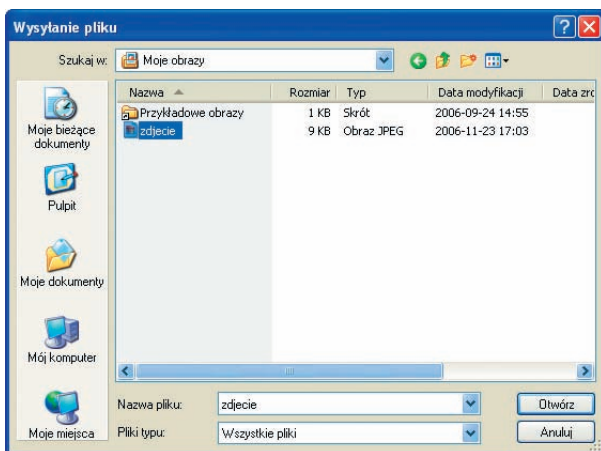 Wysyłanie pliku
Szukaj w: Moje obrazy
Nazwa Rozmiar Typ Data modyfikacji Data zrc
Przykładowe obrazy 1 KB Skrót 2006-09-24 14:55
zdjecie 9 KB Obraz JPEG 2006-11-23 17:03
Moje bieżące
dokumenty
Pulpit
Moje dokumenty
Mój komputer
Moje miejsca
Nazwa pliku: zdjecie Otwórz
Pliki typu: Wszystkie pliki Anuluj